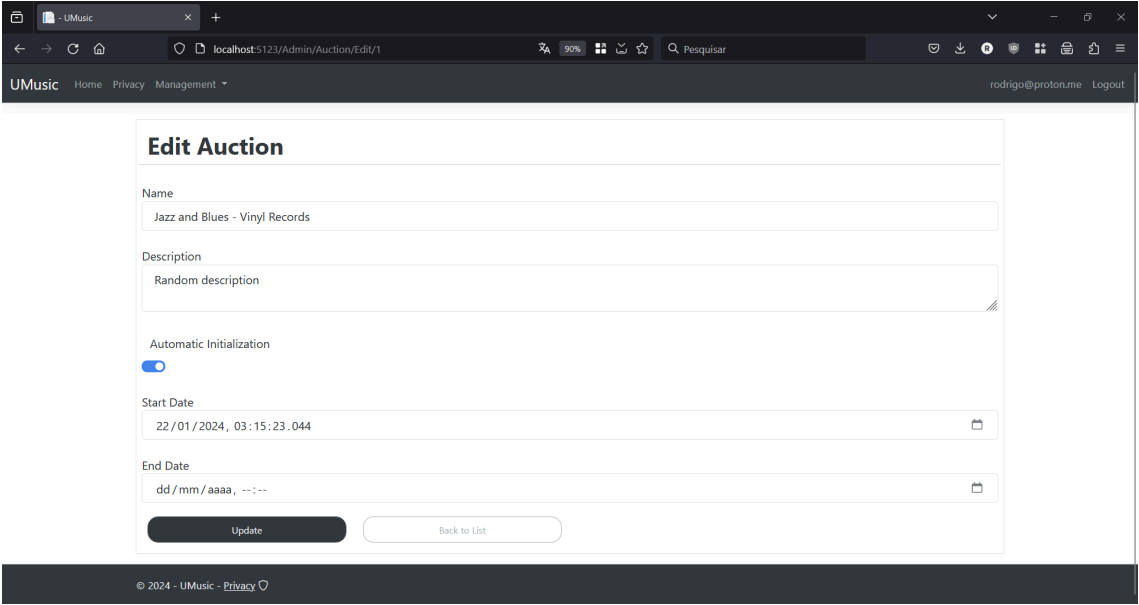 - UMusic
localhost:5123/Admin/Auction/Edit/1
90%
Pesquisar
UMusic Home Privacy Management
rodrigo@proton.me Logout
Edit Auction
Name
Jazz and Blues - Vinyl Records
Description
Random description
Automatic Initialization
Start Date
22/01/2024, 03:15:23.044
End Date
dd/mm/aaaa, --:--
Update Back to List
© 2024 - UMusic - Privacy